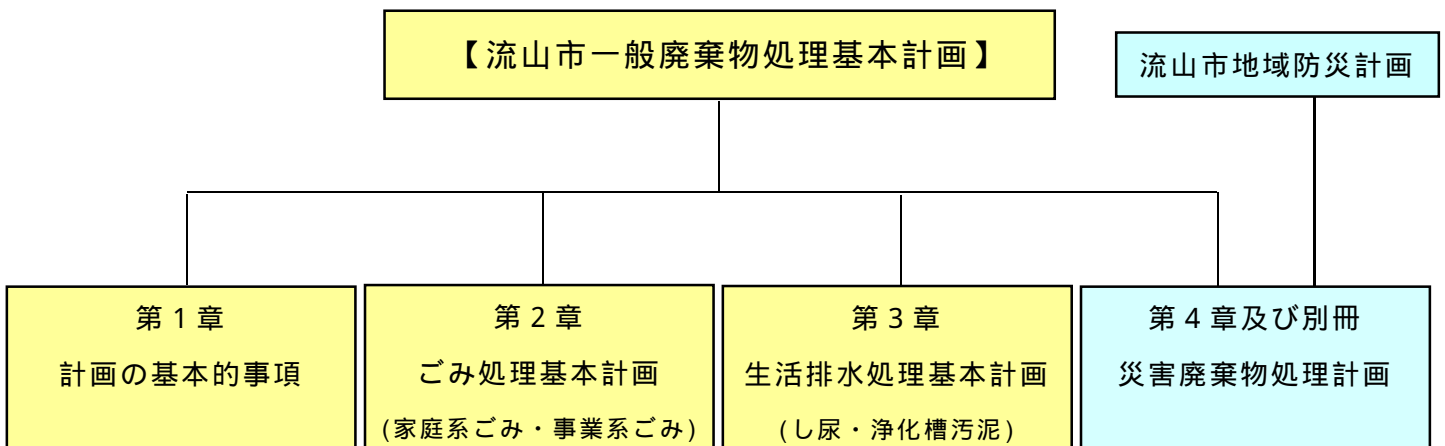 【流山市一般廃棄物処理基本計画】
流山市地域防災計画
第1章
計画の基本的事項
第2章
ごみ処理基本計画
(家庭系ごみ・事業系ごみ)
第3章
生活排水処理基本計画
(し尿・浄化槽汚泥)
第4章及び別冊
災害廃棄物処理計画